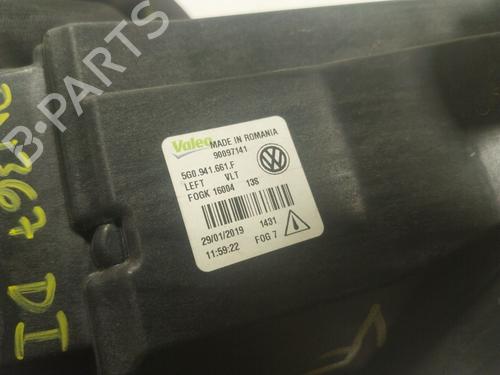 Valeo MADE IN ROMANIA
90097141
5G0.941.661.F
LEFT VLT
FOGK 16004 13S
29/01/2019 1431
11:59:22 FOG 7
DI
B-PARTS